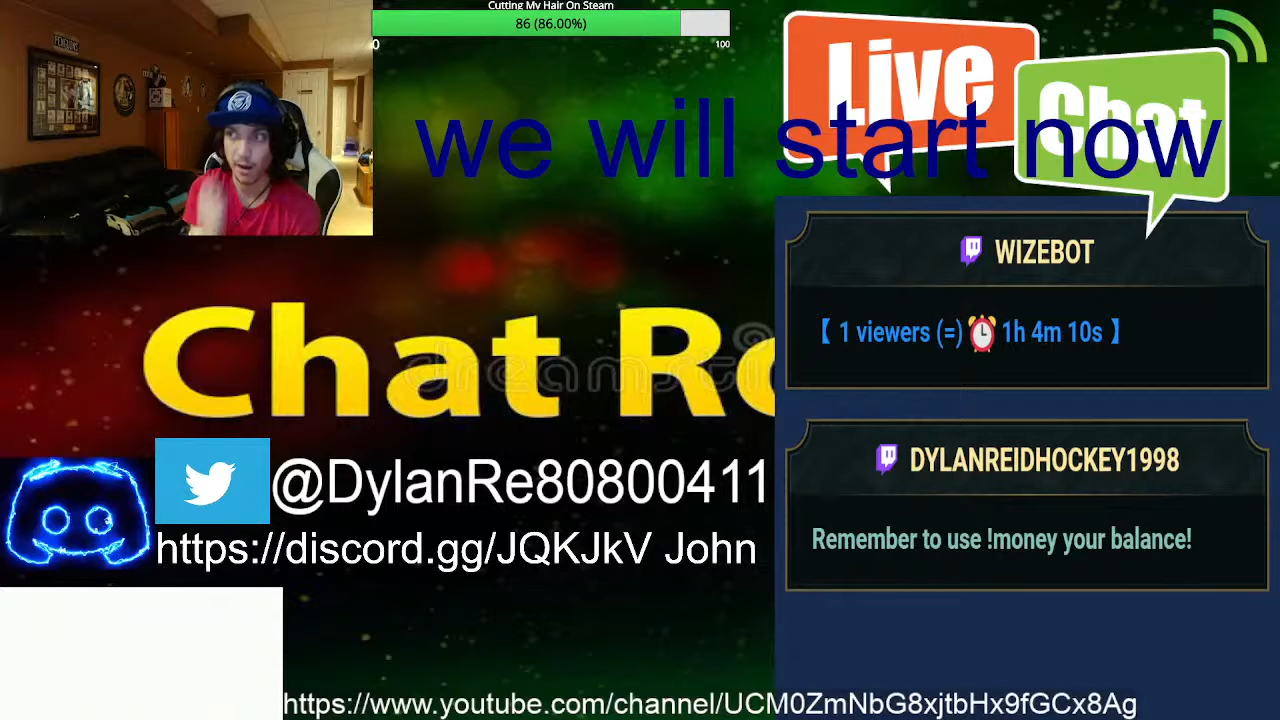 Cutting My Hair On Steam
86 (86.00%)
0
100
Live
Chat
we will start now
WIZEBOT
【 1 viewers (=) ⏰ 1h 4m 10s 】
Chat Ro
dreamsti
DYLANREIDHOCKEY1998
@DylanRe80800411
Remember to use !money your balance!
https://discord.gg/JQKJkV John
https://www.youtube.com/channel/UCM0ZmNbG8xjtbHx9fGCx8Ag